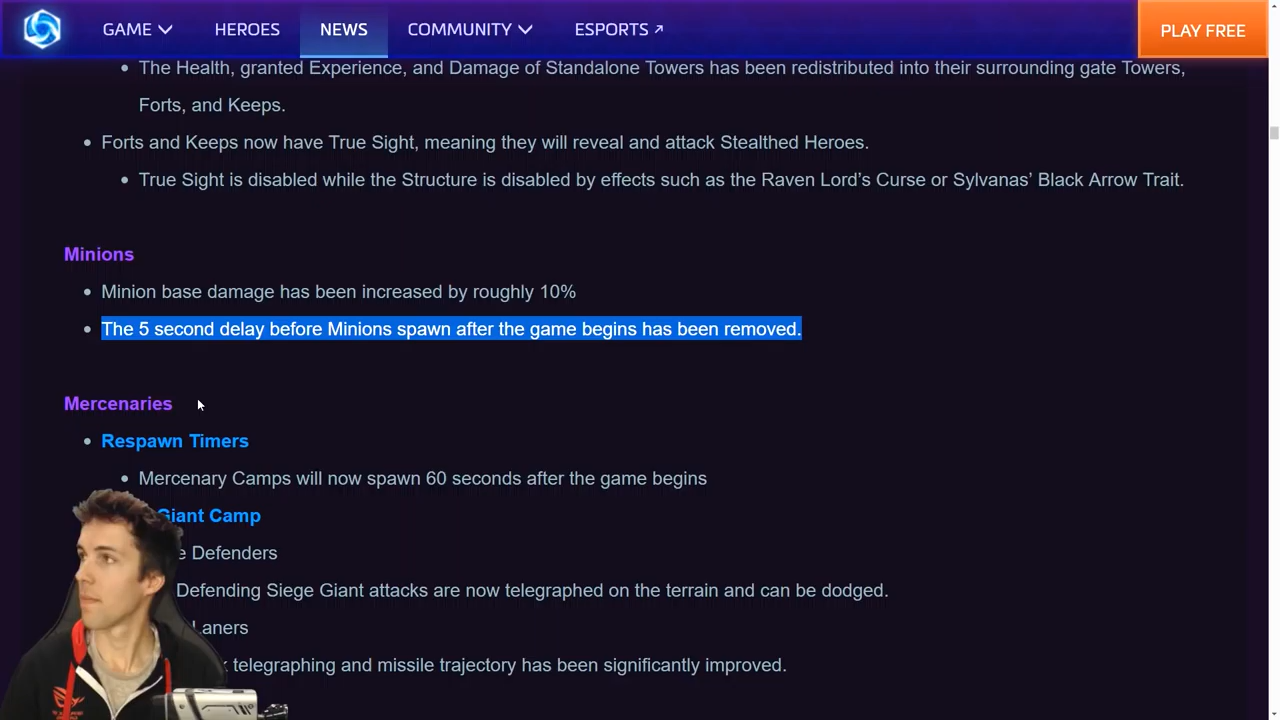 GAME HEROES NEWS COMMUNITY ESPORTS PLAY FREE
The Health, granted Experience, and Damage of Standalone Towers has been redistributed into their surrounding gate Towers,
Forts, and Keeps.
Forts and Keeps now have True Sight, meaning they will reveal and attack Stealthed Heroes.
True Sight is disabled while the Structure is disabled by effects such as the Raven Lord’s Curse or Sylvanas’ Black Arrow Trait.
Minions
Minion base damage has been increased by roughly 10%
The 5 second delay before Minions spawn after the game begins has been removed.
Mercenaries
Respawn Timers
Mercenary Camps will now spawn 60 seconds after the game begins
Giant Camp
Defenders
Defending Siege Giant attacks are now telegraphed on the terrain and can be dodged.
Laners
telegraphing and missile trajectory has been significantly improved.